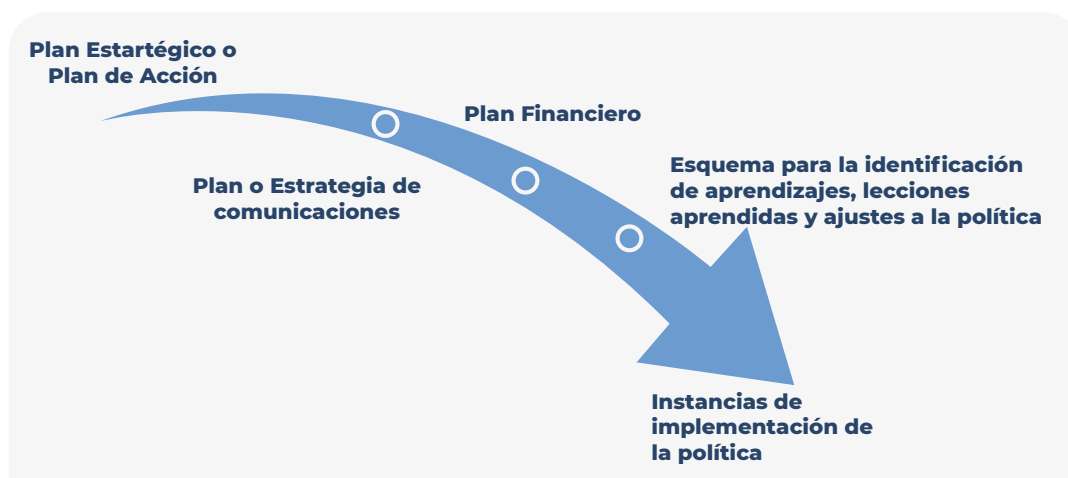 Plan Estartégico o
Plan de Acción
Plan Financiero
Plan o Estrategia de
comunicaciones
Esquema para la identificación
de aprendizajes, lecciones
aprendidas y ajustes a la política
Instancias de
implementación de
la política